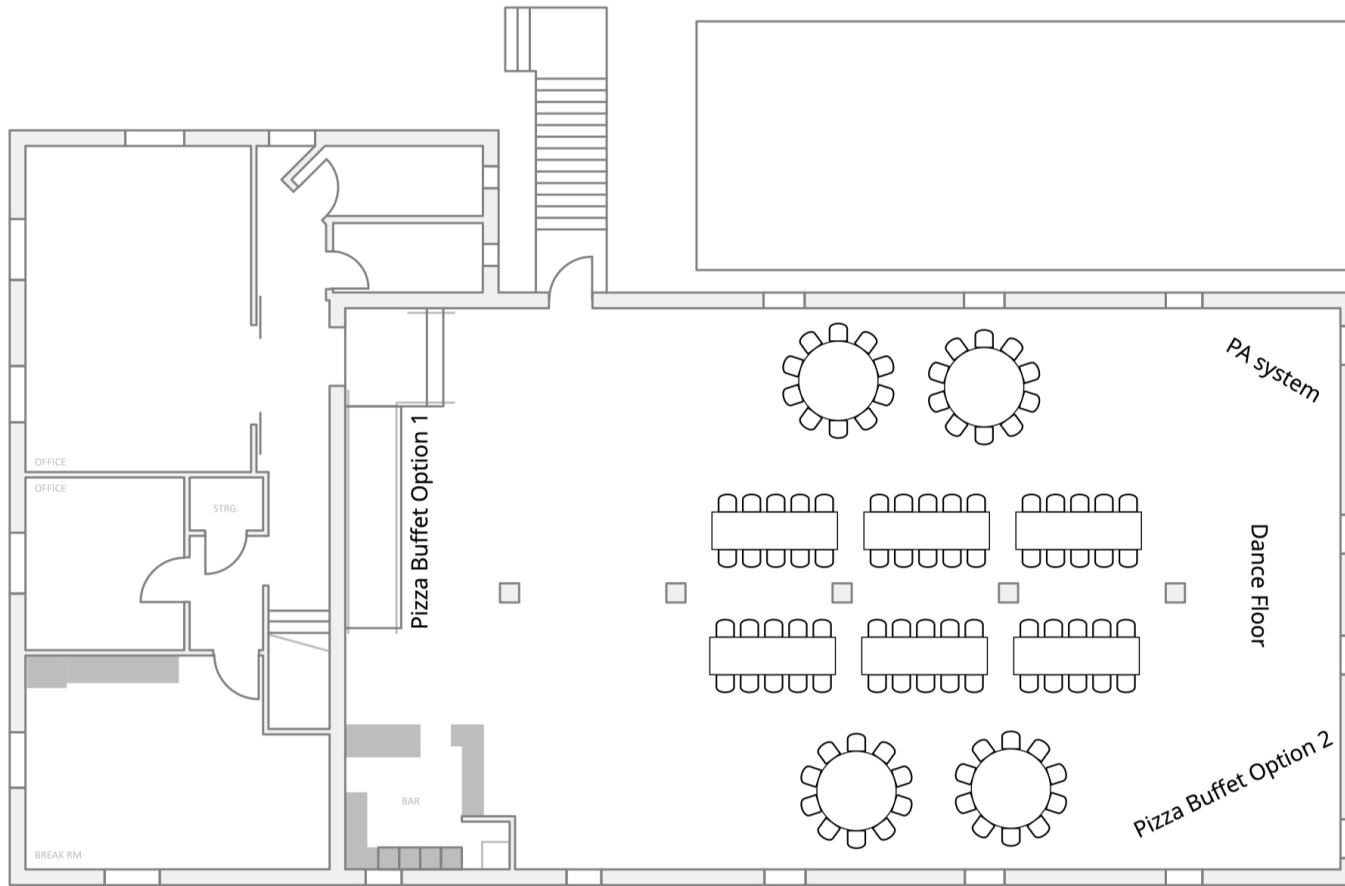 PA system
Pizza Buffet Option 1
OFFICE
OFFICE
STRG.
Dance Floor
Pizza Buffet Option 2
BAR
BREAK RM